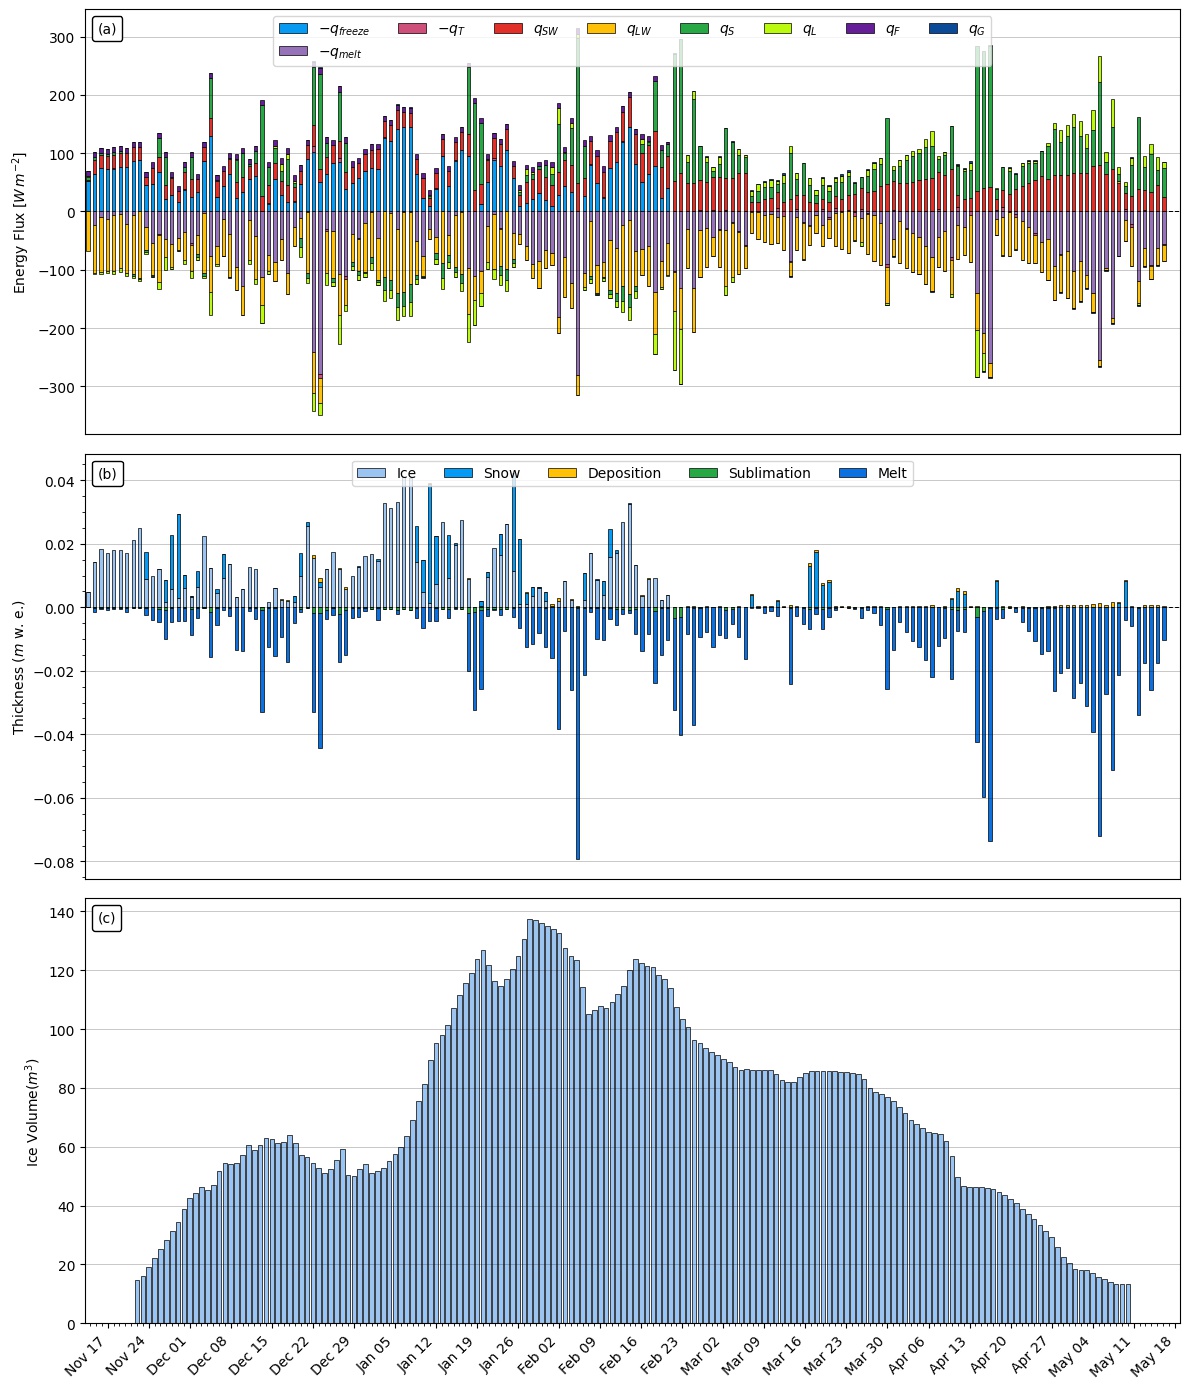 (a)
−q_freeze −q_T q_SW q_LW q_S q_L q_F q_G
−q_melt
300
200
100
0
−100
−200
−300
Energy Flux [W m^−2]
(b)
Ice Snow Deposition Sublimation Melt
0.04
0.02
0.00
−0.02
−0.04
−0.06
−0.08
Thickness (m w. e.)
(c)
140
120
100
80
60
40
20
0
Ice Volume(m^3)
Nov 17 Nov 24 Dec 01 Dec 08 Dec 15 Dec 22 Dec 29 Jan 05 Jan 12 Jan 19 Jan 26 Feb 02 Feb 09 Feb 16 Feb 23 Mar 02 Mar 09 Mar 16 Mar 23 Mar 30 Apr 06 Apr 13 Apr 20 Apr 27 May 04 May 11 May 18